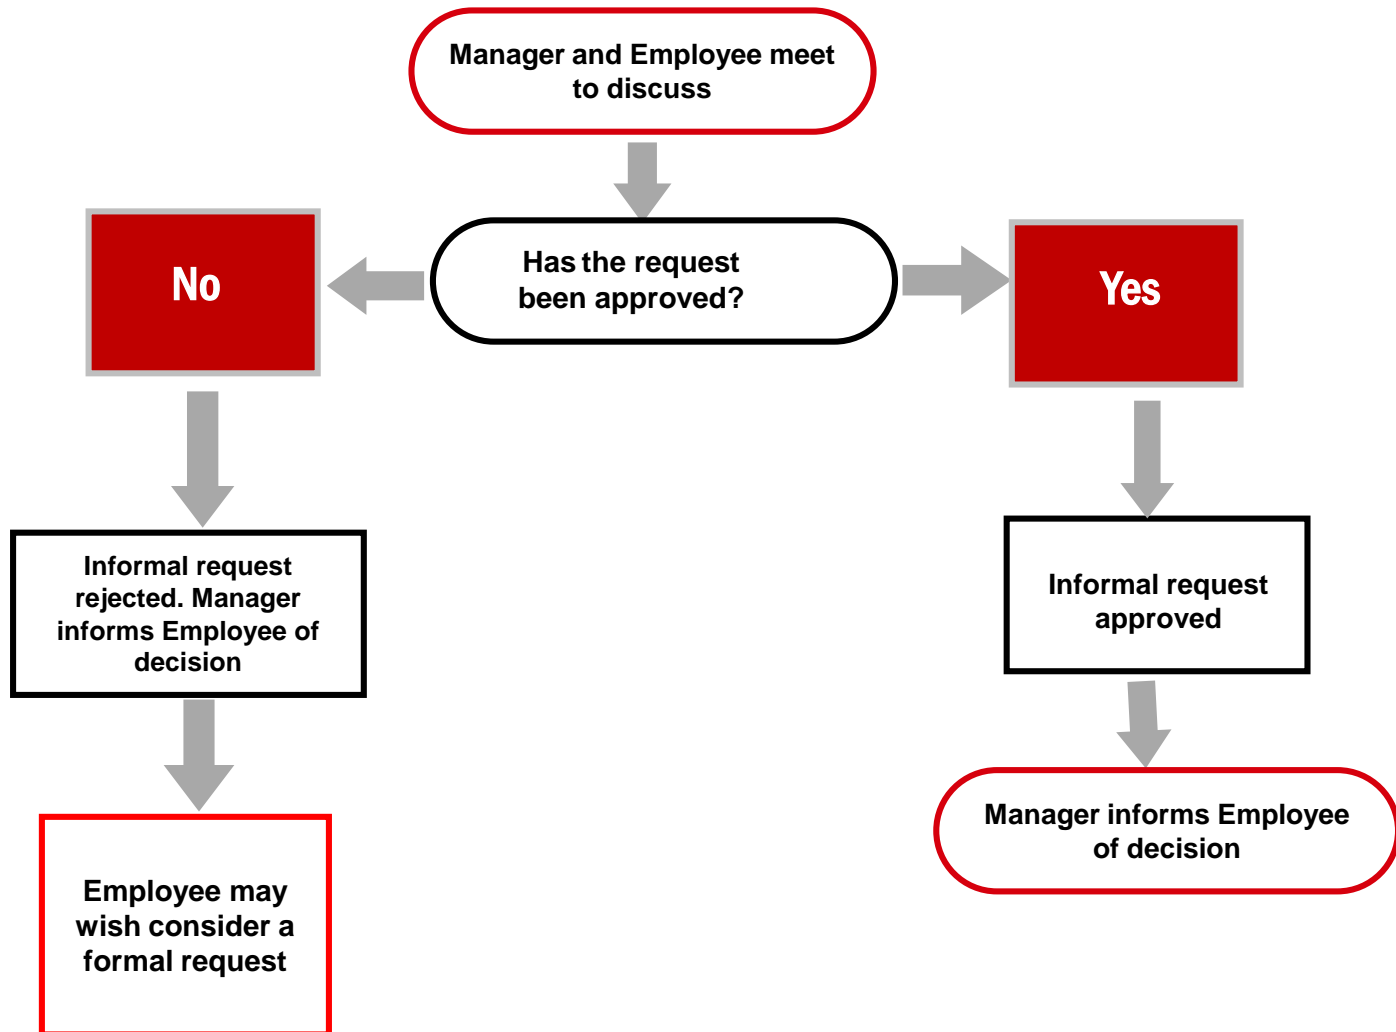 Manager and Employee meet
to discuss
Has the request
been approved?
No
Yes
Informal request
rejected. Manager
informs Employee of
decision
Informal request
approved
Employee may
wish consider a
formal request
Manager informs Employee
of decision